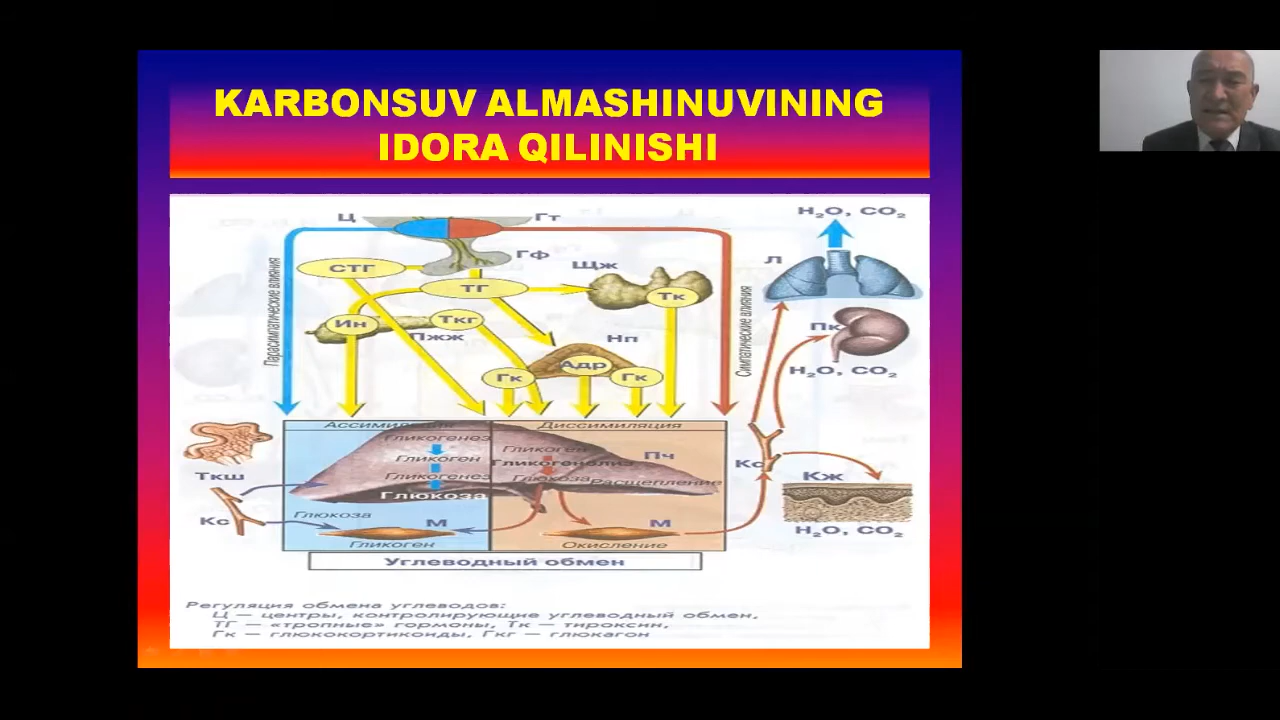 KARBONSUV ALMASHINUVINING
IDORA QILINISHI
Ц
Гт
H₂O, CO₂
СТГ
Гф
Щж
Л
ТГ
Тк
Парасимпатические влияния
Симпатические влияния
Ин
Ткг
Пжж
Нп
Пк
Гк
Адр
Гк
H₂O, CO₂
Ассимиляция
Диссимиляция
Гликогенез
Гликоген
Гликоген
Гликогенолиз
Пч
Гликогенез
Глюкоза
Расщепление
Глюкоза
Ткш
Кс
Кс
Кж
Глюкоза
М
М
H₂O, CO₂
Гликоген
Окисление
Углеводный обмен
Регуляция обмена углеводов:
Ц — центры, контролирующие углеводный обмен,
ТГ — «тропные» гормоны, Тк — тироксин,
Гк — глюкокортикоиды, Гкг — глюкагон